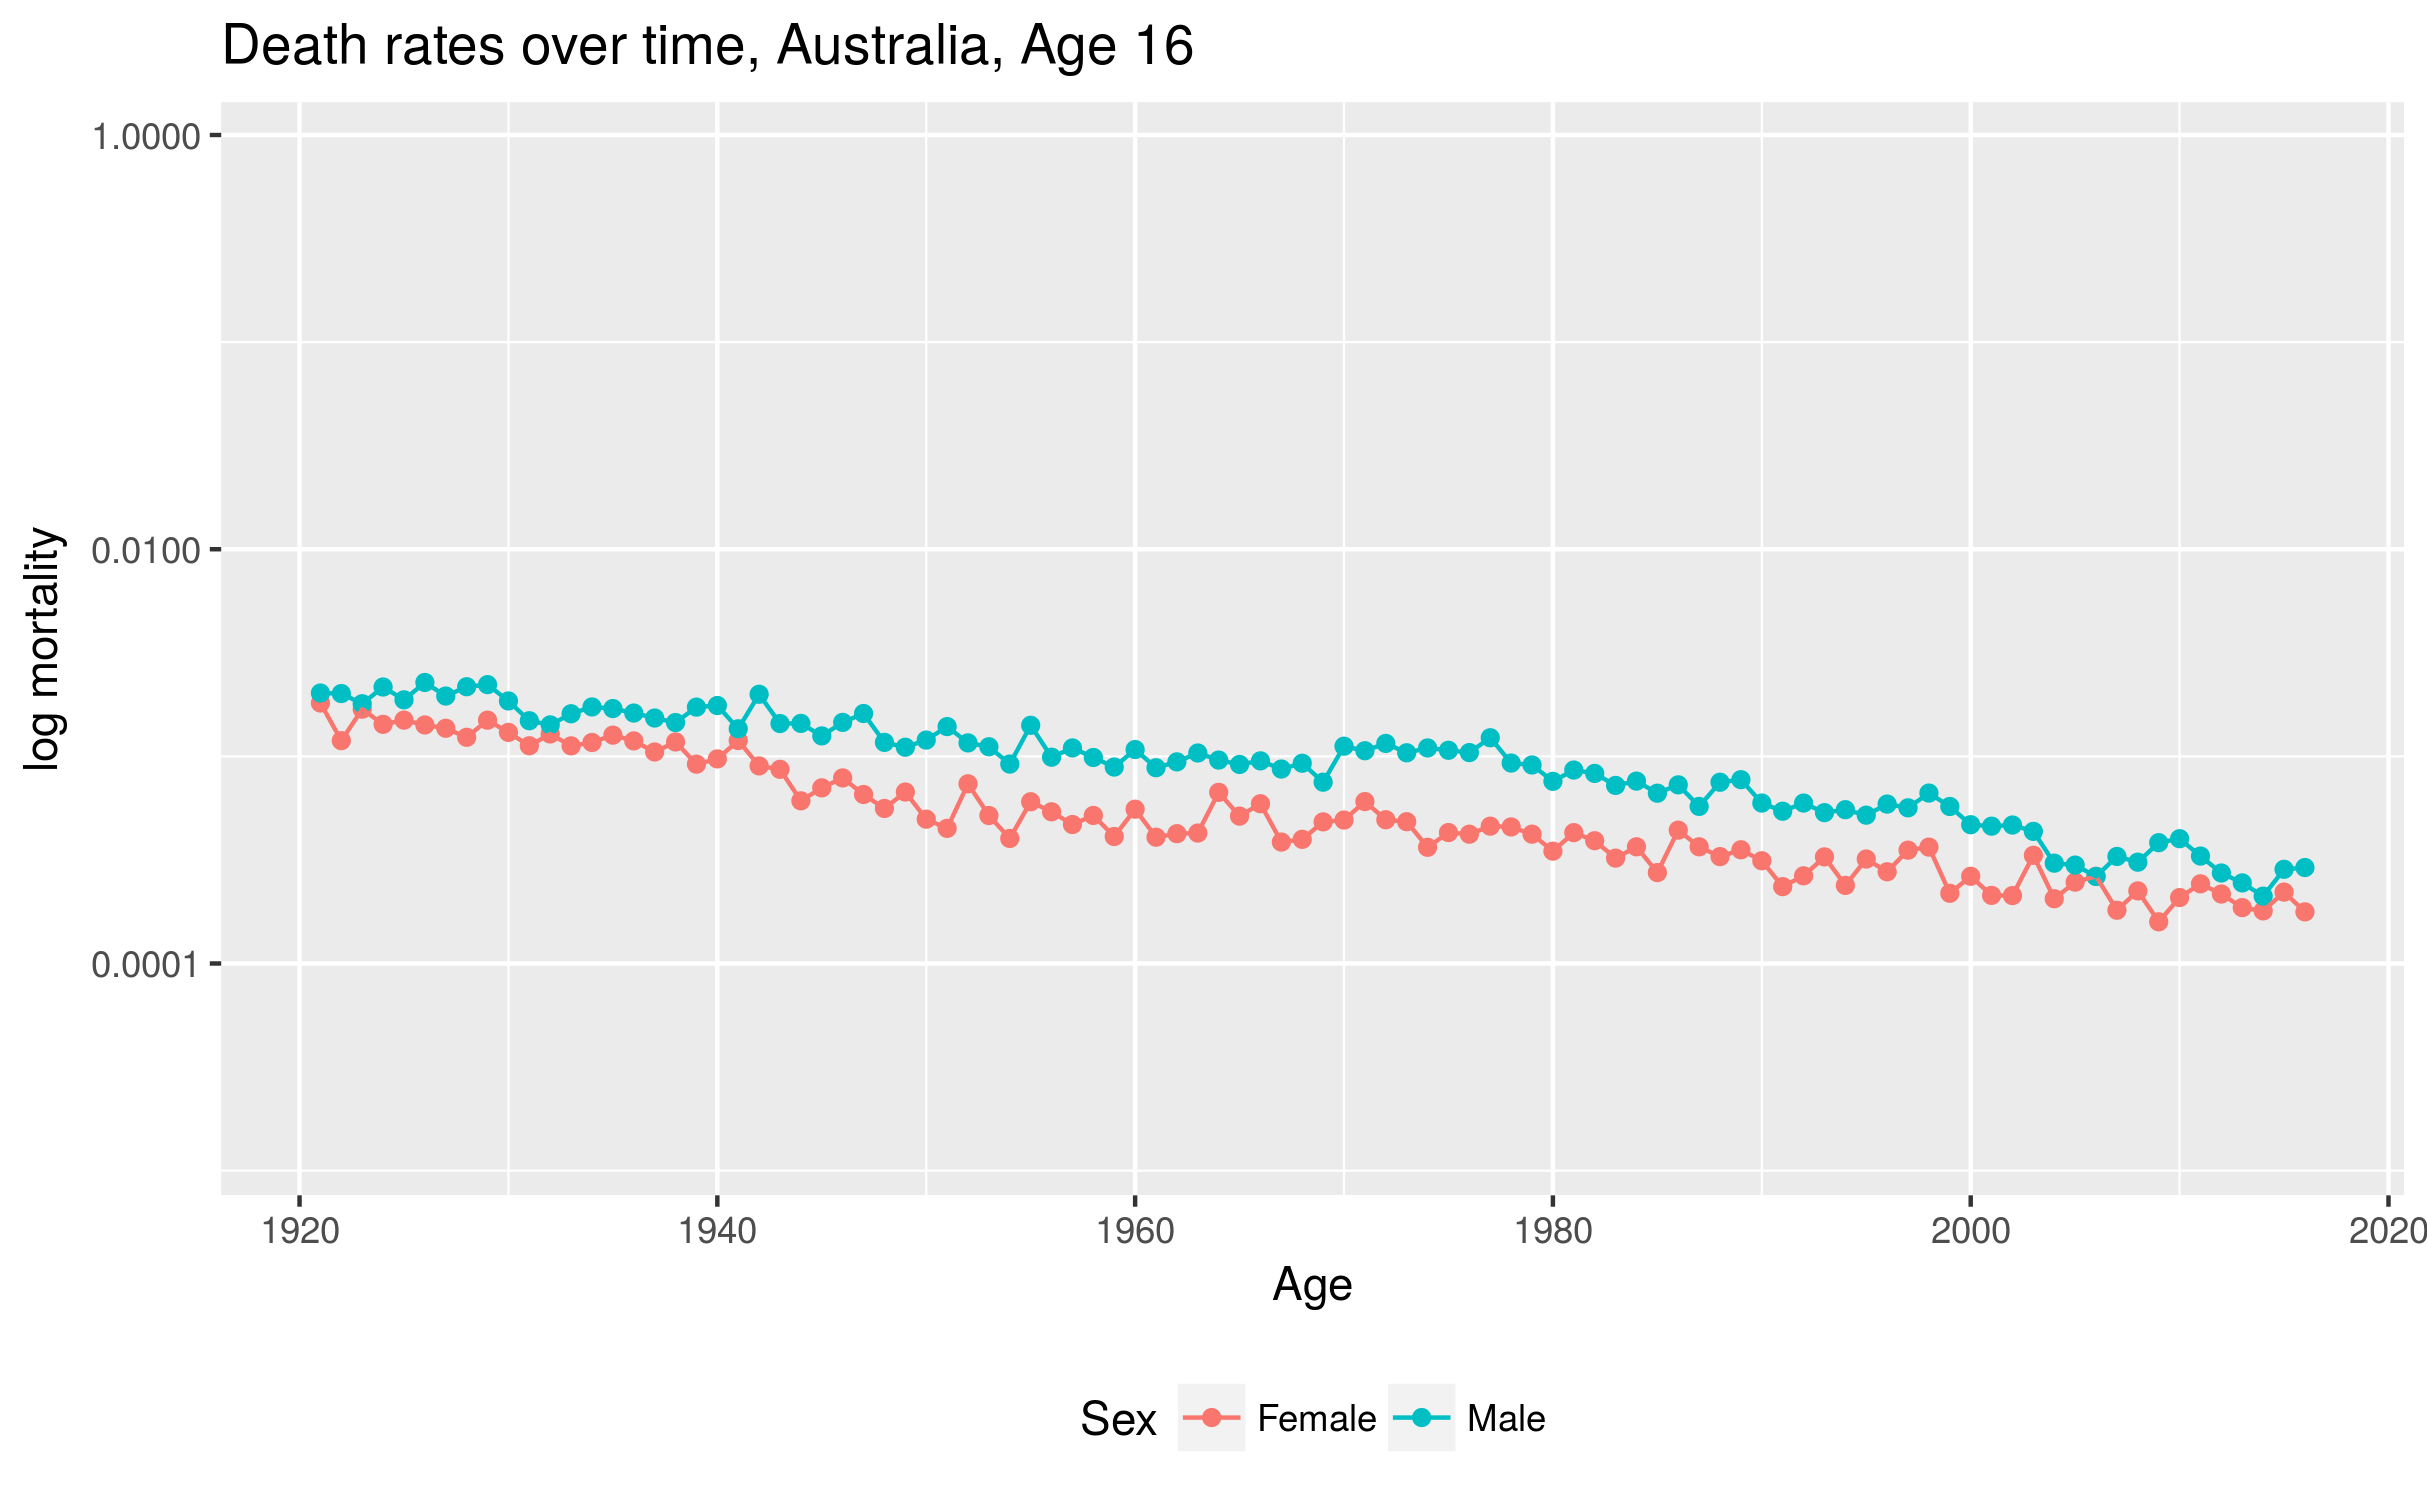 Death rates over time, Australia, Age 16
1.0000
0.0100
0.0001
log mortality
1920 1940 1960 1980 2000 2020
Age
Sex Female Male